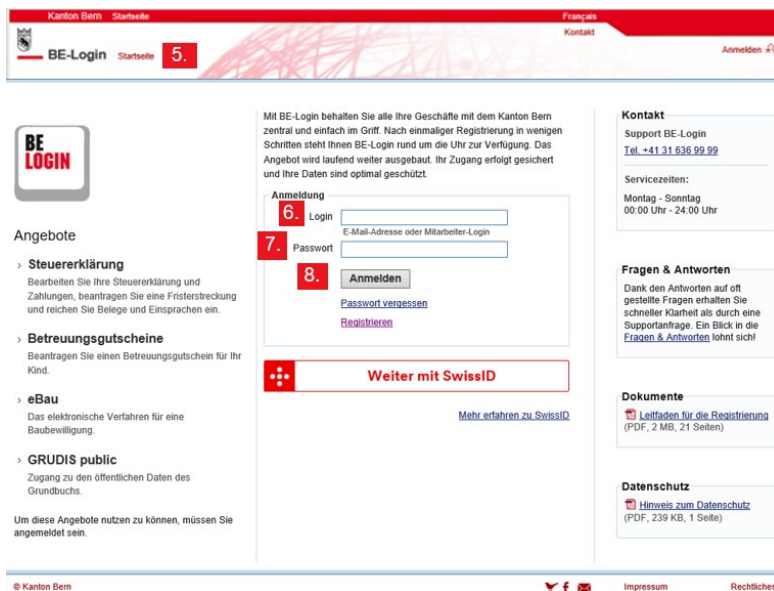 Kanton Bern Startseite Français
Kontakt
BE-Login Startseite 5. Anmelden
BE
LOGIN
Angebote
› Steuererklärung
Bearbeiten Sie Ihre Steuererklärung und
Zahlungen, beantragen Sie eine Fristerstreckung
und reichen Sie Belege und Einsprachen ein.
› Betreuungsgutscheine
Beantragen Sie einen Betreuungsgutschein für Ihr
Kind.
› eBau
Das elektronische Verfahren für eine
Baubewilligung.
› GRUDIS public
Zugang zu den öffentlichen Daten des
Grundbuchs.
Um diese Angebote nutzen zu können, müssen Sie
angemeldet sein.
Mit BE-Login behalten Sie alle Ihre Geschäfte mit dem Kanton Bern
zentral und einfach im Griff. Nach einmaliger Registrierung in wenigen
Schritten steht Ihnen BE-Login rund um die Uhr zur Verfügung. Das
Angebot wird laufend weiter ausgebaut. Ihr Zugang erfolgt gesichert
und Ihre Daten sind optimal geschützt.
Anmeldung
6. Login
E-Mail-Adresse oder Mitarbeiter-Login
7. Passwort
8. Anmelden
Passwort vergessen
Registrieren
Weiter mit SwissID
Mehr erfahren zu SwissID
Kontakt
Support BE-Login
Tel. +41 31 636 99 99
Servicezeiten:
Montag - Sonntag
00:00 Uhr - 24:00 Uhr
Fragen & Antworten
Dank den Antworten auf oft
gestellte Fragen erhalten Sie
schneller Klarheit als durch eine
Supportanfrage. Ein Blick in die
Fragen & Antworten lohnt sich!
Dokumente
Leitfaden für die Registrierung
(PDF, 2 MB, 21 Seiten)
Datenschutz
Hinweis zum Datenschutz
(PDF, 239 KB, 1 Seite)
© Kanton Bern Impressum Rechtliches